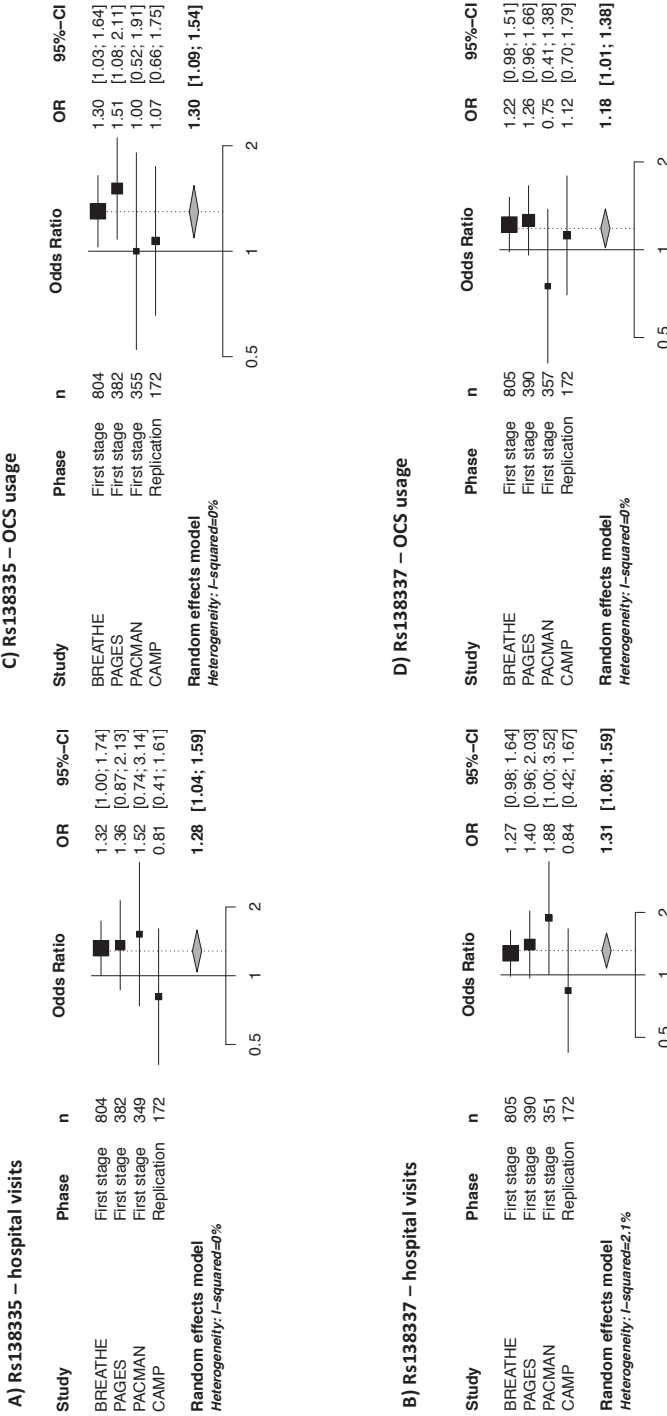 A) Rs138335 – hospital visits
Study Phase n Odds Ratio OR 95%–CI
BREATHE First stage 804 1.32 [1.00; 1.74]
PAGES First stage 382 1.36 [0.87; 2.13]
PACMAN First stage 349 1.52 [0.74; 3.14]
CAMP Replication 172 0.81 [0.41; 1.61]
Random effects model 1.28 [1.04; 1.59]
Heterogeneity: I–squared=0%
0.5 1 2
B) Rs138337 – hospital visits
Study Phase n Odds Ratio OR 95%–CI
BREATHE First stage 805 1.27 [0.98; 1.64]
PAGES First stage 390 1.40 [0.96; 2.03]
PACMAN First stage 351 1.88 [1.00; 3.52]
CAMP Replication 172 0.84 [0.42; 1.67]
Random effects model 1.31 [1.08; 1.59]
Heterogeneity: I–squared=2.1%
0.5 1 2
C) Rs138335 – OCS usage
Study Phase n Odds Ratio OR 95%–CI
BREATHE First stage 804 1.30 [1.03; 1.64]
PAGES First stage 382 1.51 [1.08; 2.11]
PACMAN First stage 355 1.00 [0.52; 1.91]
CAMP Replication 172 1.07 [0.66; 1.75]
Random effects model 1.30 [1.09; 1.54]
Heterogeneity: I–squared=0%
0.5 1 2
D) Rs138337 – OCS usage
Study Phase n Odds Ratio OR 95%–CI
BREATHE First stage 805 1.22 [0.98; 1.51]
PAGES First stage 390 1.26 [0.96; 1.66]
PACMAN First stage 357 0.75 [0.41; 1.38]
CAMP Replication 172 1.12 [0.70; 1.79]
Random effects model 1.18 [1.01; 1.38]
Heterogeneity: I–squared=0%
0.5 1 2